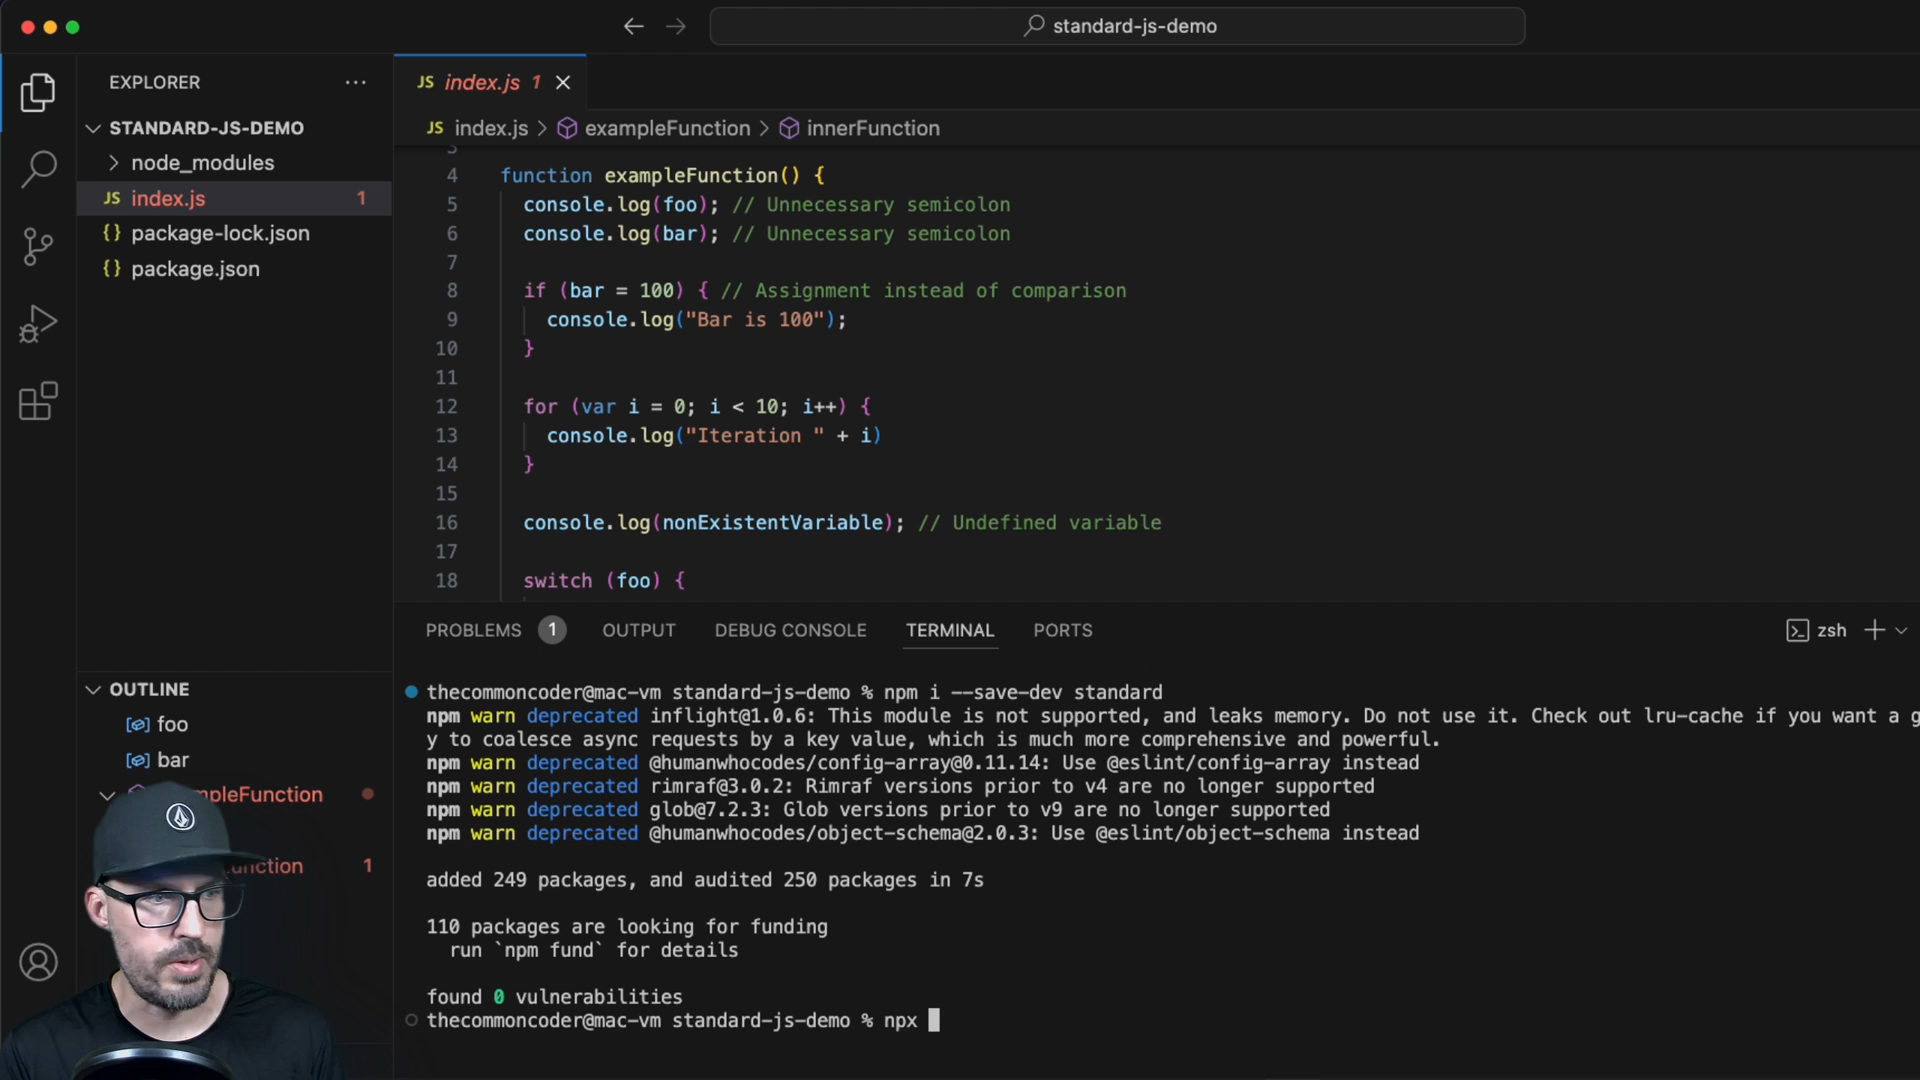 standard-js-demo
EXPLORER
STANDARD-JS-DEMO
node_modules
JS index.js 1
{} package-lock.json
{} package.json
OUTLINE
foo
bar
mpleFunction
unction 1
JS index.js 1
JS index.js > exampleFunction > innerFunction
3
4 function exampleFunction() {
5 console.log(foo); // Unnecessary semicolon
6 console.log(bar); // Unnecessary semicolon
7
8 if (bar = 100) { // Assignment instead of comparison
9 console.log("Bar is 100");
10 }
11
12 for (var i = 0; i < 10; i++) {
13 console.log("Iteration " + i)
14 }
15
16 console.log(nonExistentVariable); // Undefined variable
17
18 switch (foo) {
PROBLEMS 1 OUTPUT DEBUG CONSOLE TERMINAL PORTS zsh
thecommoncoder@mac-vm standard-js-demo % npm i --save-dev standard
npm warn deprecated inflight@1.0.6: This module is not supported, and leaks memory. Do not use it. Check out lru-cache if you want a g
y to coalesce async requests by a key value, which is much more comprehensive and powerful.
npm warn deprecated @humanwhocodes/config-array@0.11.14: Use @eslint/config-array instead
npm warn deprecated rimraf@3.0.2: Rimraf versions prior to v4 are no longer supported
npm warn deprecated glob@7.2.3: Glob versions prior to v9 are no longer supported
npm warn deprecated @humanwhocodes/object-schema@2.0.3: Use @eslint/object-schema instead
added 249 packages, and audited 250 packages in 7s
110 packages are looking for funding
run `npm fund` for details
found 0 vulnerabilities
thecommoncoder@mac-vm standard-js-demo % npx